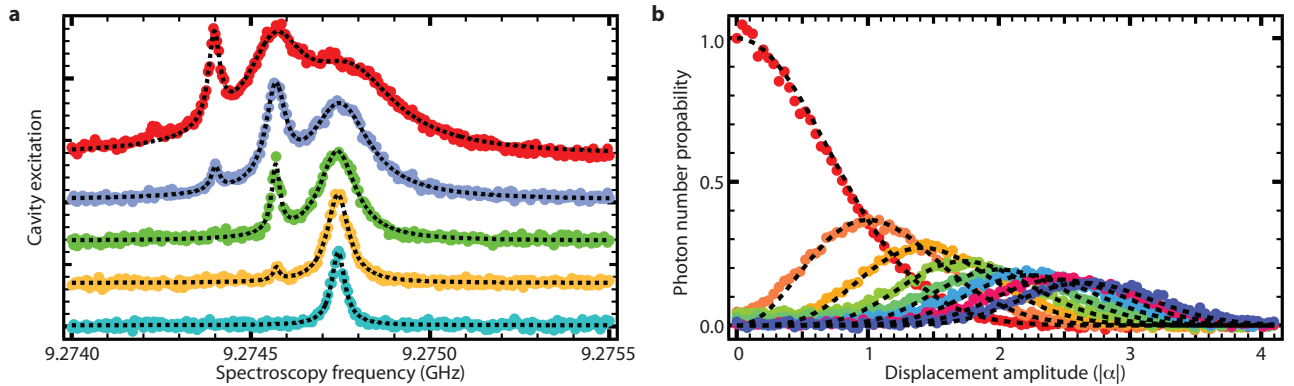 a
Cavity excitation
9.2740
9.2745
9.2750
9.2755
Spectroscopy frequency (GHz)
b
Photon number propability
1.0
0.5
0.0
0
1
2
3
4
Displacement amplitude (|α|)